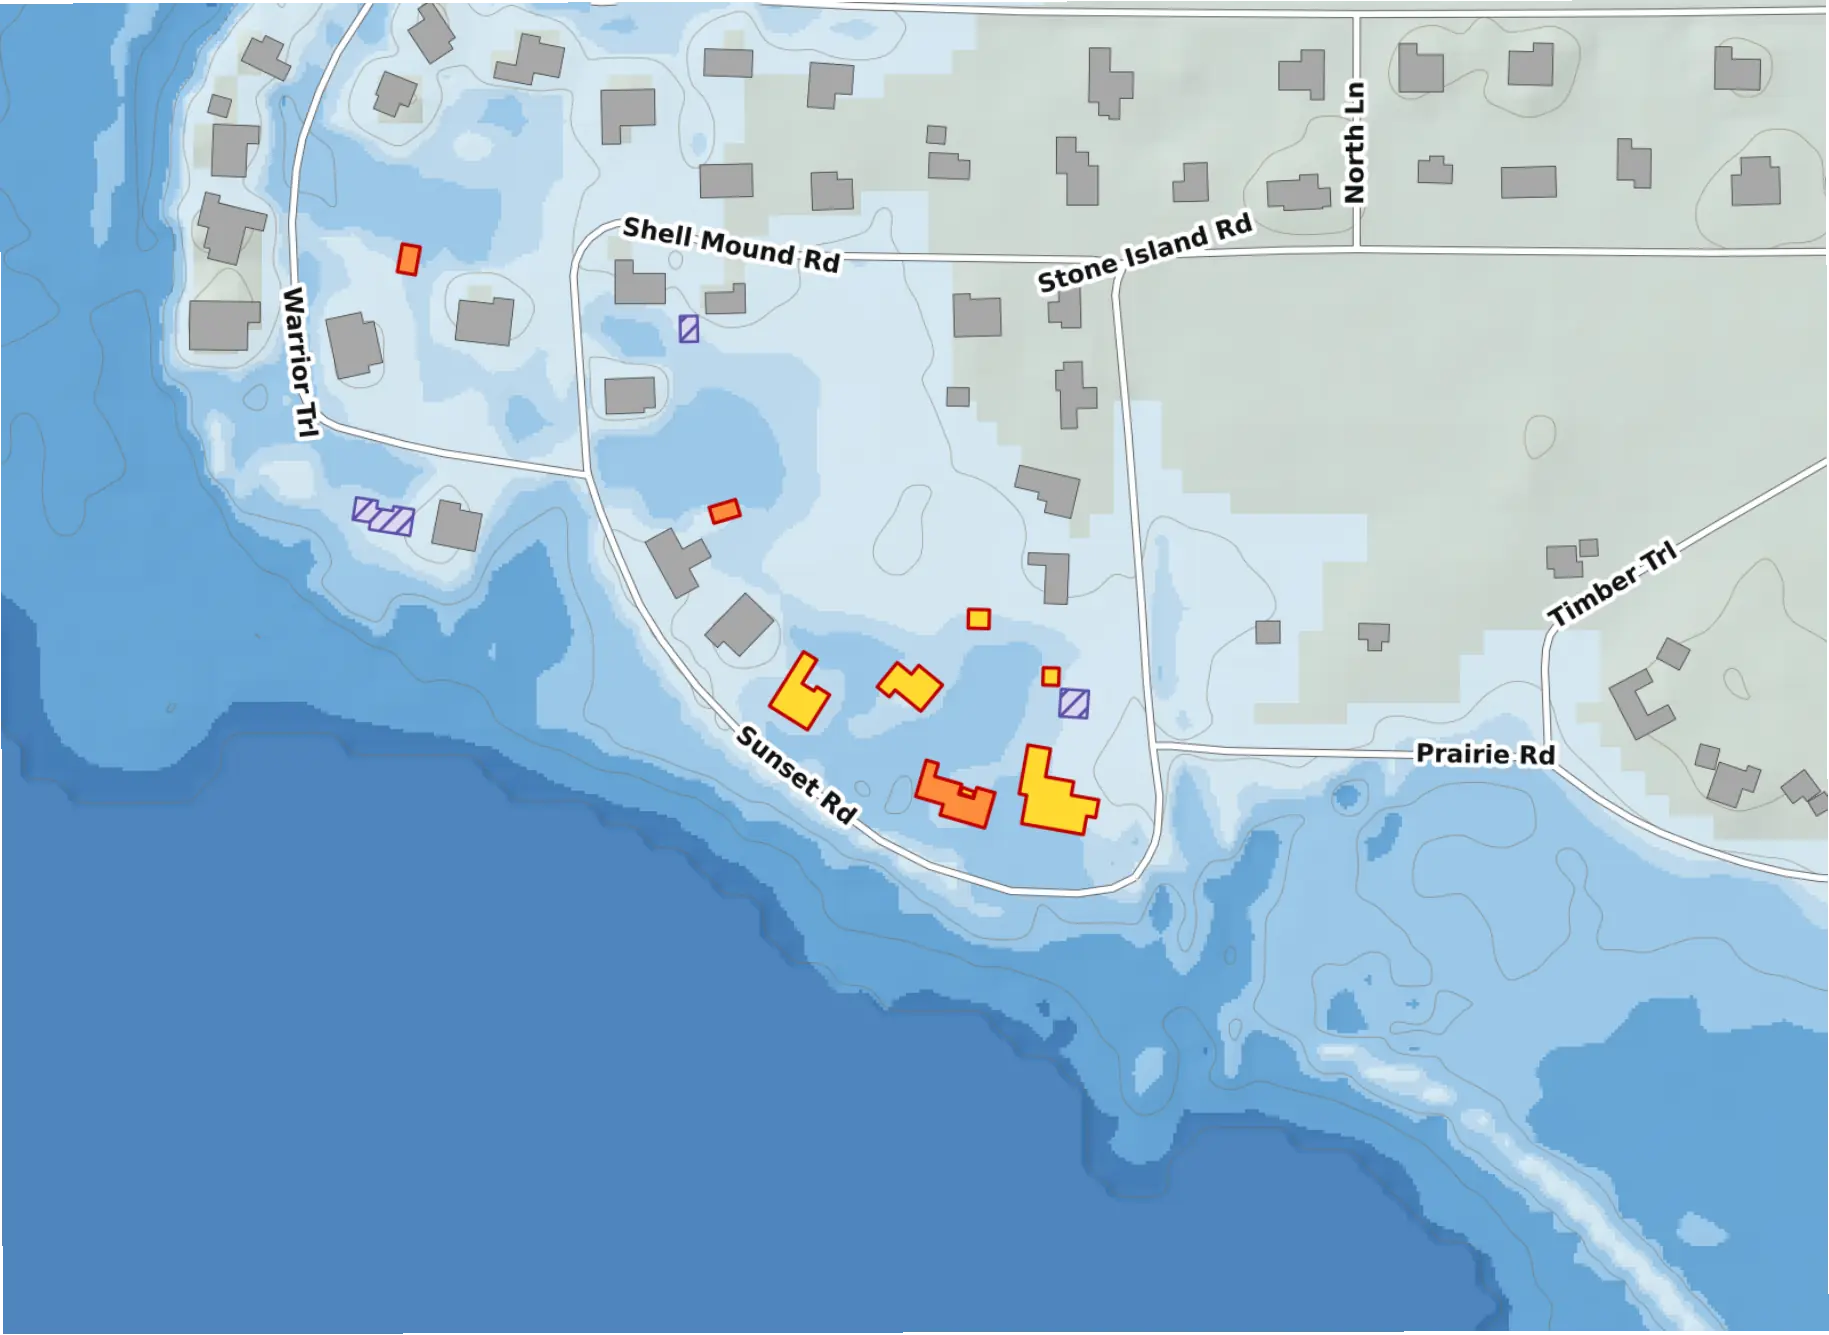 North Ln
Shell Mound Rd
Stone Island Rd
Warrior Trl
Timber Trl
Prairie Rd
Sunset Rd